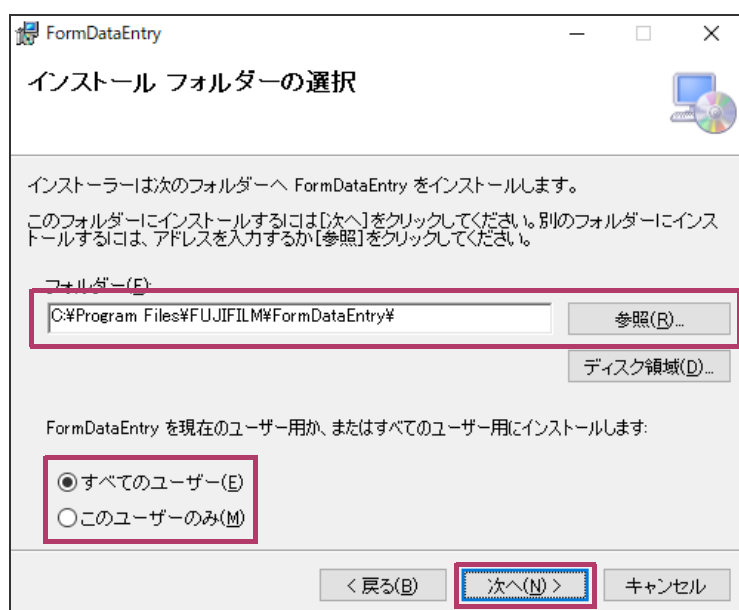 FormDataEntry
インストール フォルダーの選択
インストーラーは次のフォルダーへ FormDataEntry をインストールします。
このフォルダーにインストールするには[次へ]をクリックしてください。別のフォルダーにインス
トールするには、アドレスを入力するか[参照]をクリックしてください。
フォルダー(F):
C:¥Program Files¥FUJIFILM¥FormDataEntry¥
参照(R)...
ディスク領域(D)...
FormDataEntry を現在のユーザー用か、またはすべてのユーザー用にインストールします:
すべてのユーザー(E)
このユーザーのみ(M)
< 戻る(B)
次へ(N) >
キャンセル